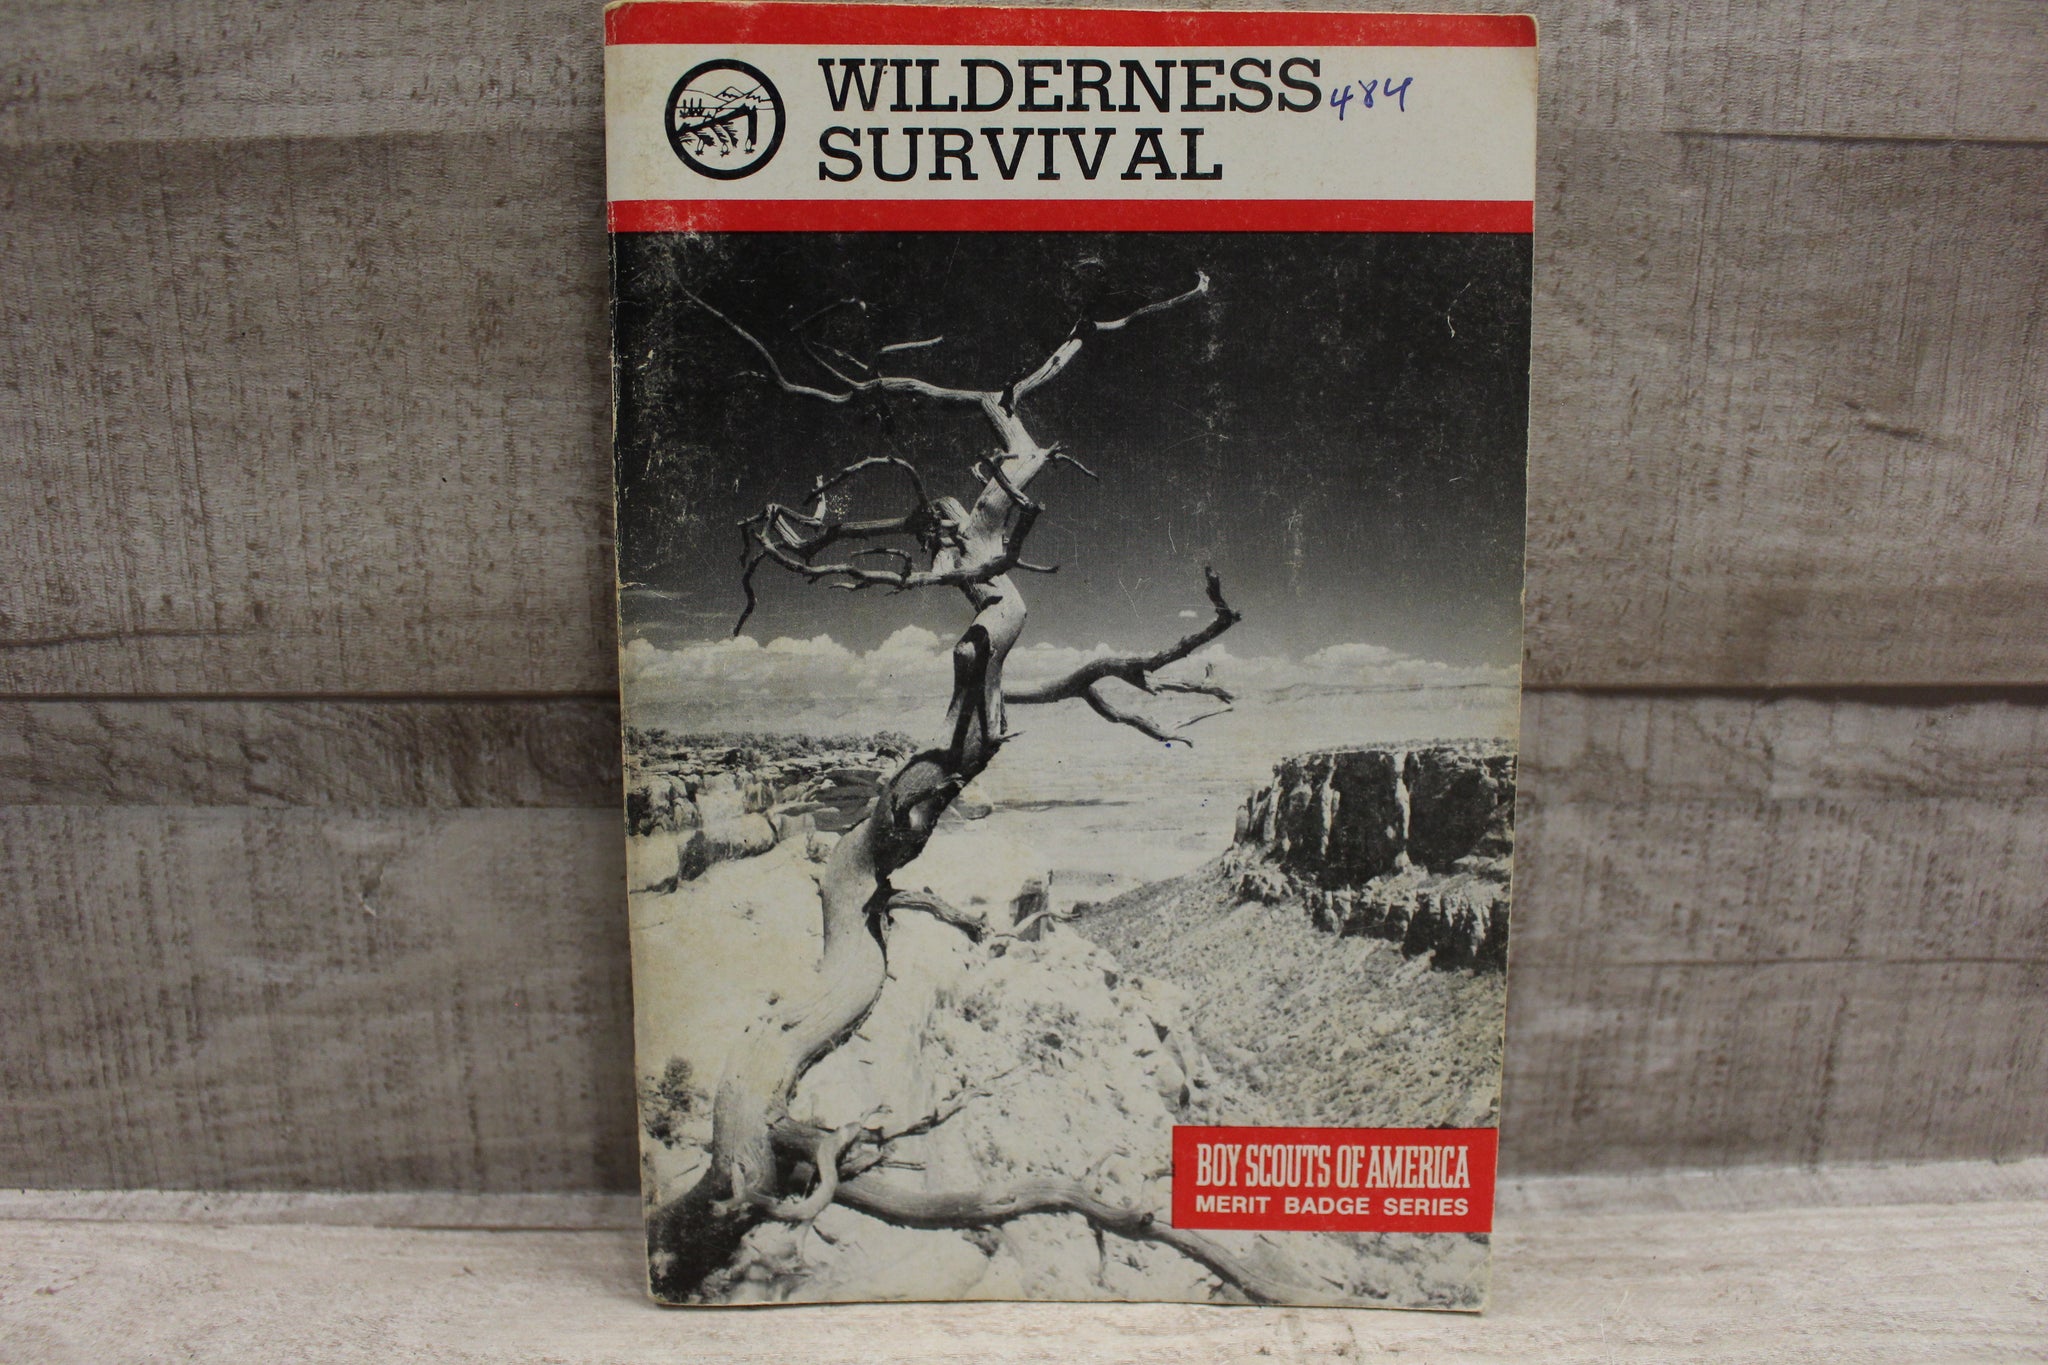 WILDERNESS 484
SURVIVAL
BOY SCOUTS OF AMERICA
MERIT BADGE SERIES